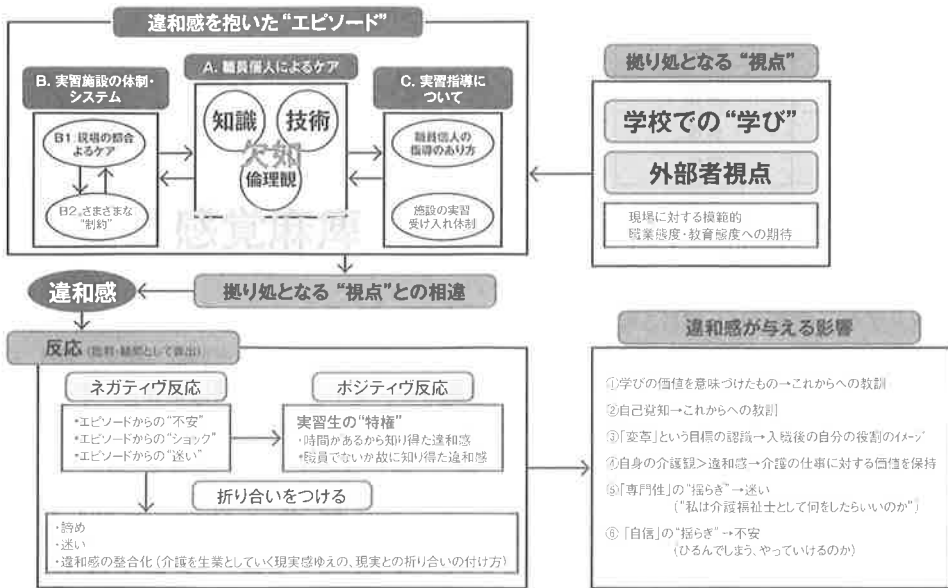 違和感を抱いた“エピソード”
B. 実施施設の体制・
システム
B1.現場の都合
よるケア
B2.さまざまな
“制約”
A. 職員個人によるケア
知識
技術
欠如
倫理観
感覚麻痺
C. 実習指導に
ついて
職員個人の
指導のあり方
施設の実習
受け入れ体制
拠り処となる “視点”
学校での“学び”
外部者視点
現場に対する模範的
職業態度・教育態度への期待
違和感
拠り処となる “視点”との相違
反応
ネガティヴ反応
・エピソードからの“不安”
・エピソードからの“ショック”
・エピソードからの“迷い”
ポジティヴ反応
実習生の“特権”
・時間があるから知り得た違和感
・職員でないか故に知り得た違和感
折り合いをつける
・諦め
・迷い
・違和感の整合化(介護を生業としていく現実感ゆえの、現実との折り合いの付け方)
違和感が与える影響
①学びの価値を意味づけたもの→これからへの教訓
②自己覚知→これからへの教訓
③「変革」という目標の認識→入職後の自分の役割のイメージ
④自身の介護観>違和感→介護の仕事に対する価値を保持
⑤「専門性」の“揺らぎ”→迷い
(“私は介護福祉士として何をしたらいいのか”)
⑥「自信」の“揺らぎ”→不安
(ひるんでしまう、やっていけるのか)